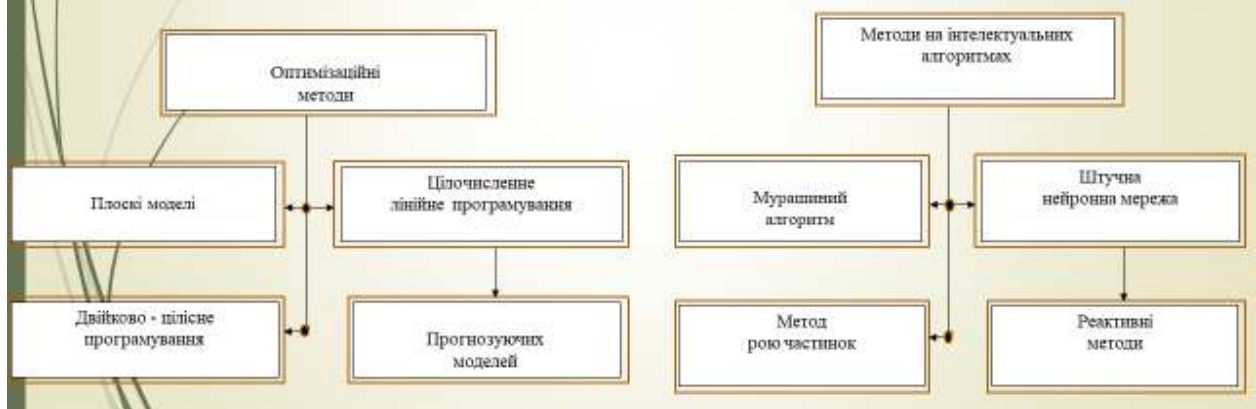 Оптимізаційні
методи
Плоскі моделі
Цілочисленне
лінійне програмування
Двійково - цілісне
програмування
Прогнозуючих
моделей
Методи на інтелектуальних
алгоритмах
Мурашиний
алгоритм
Штучна
нейронна мережа
Метод
рою частинок
Реактивні
методи